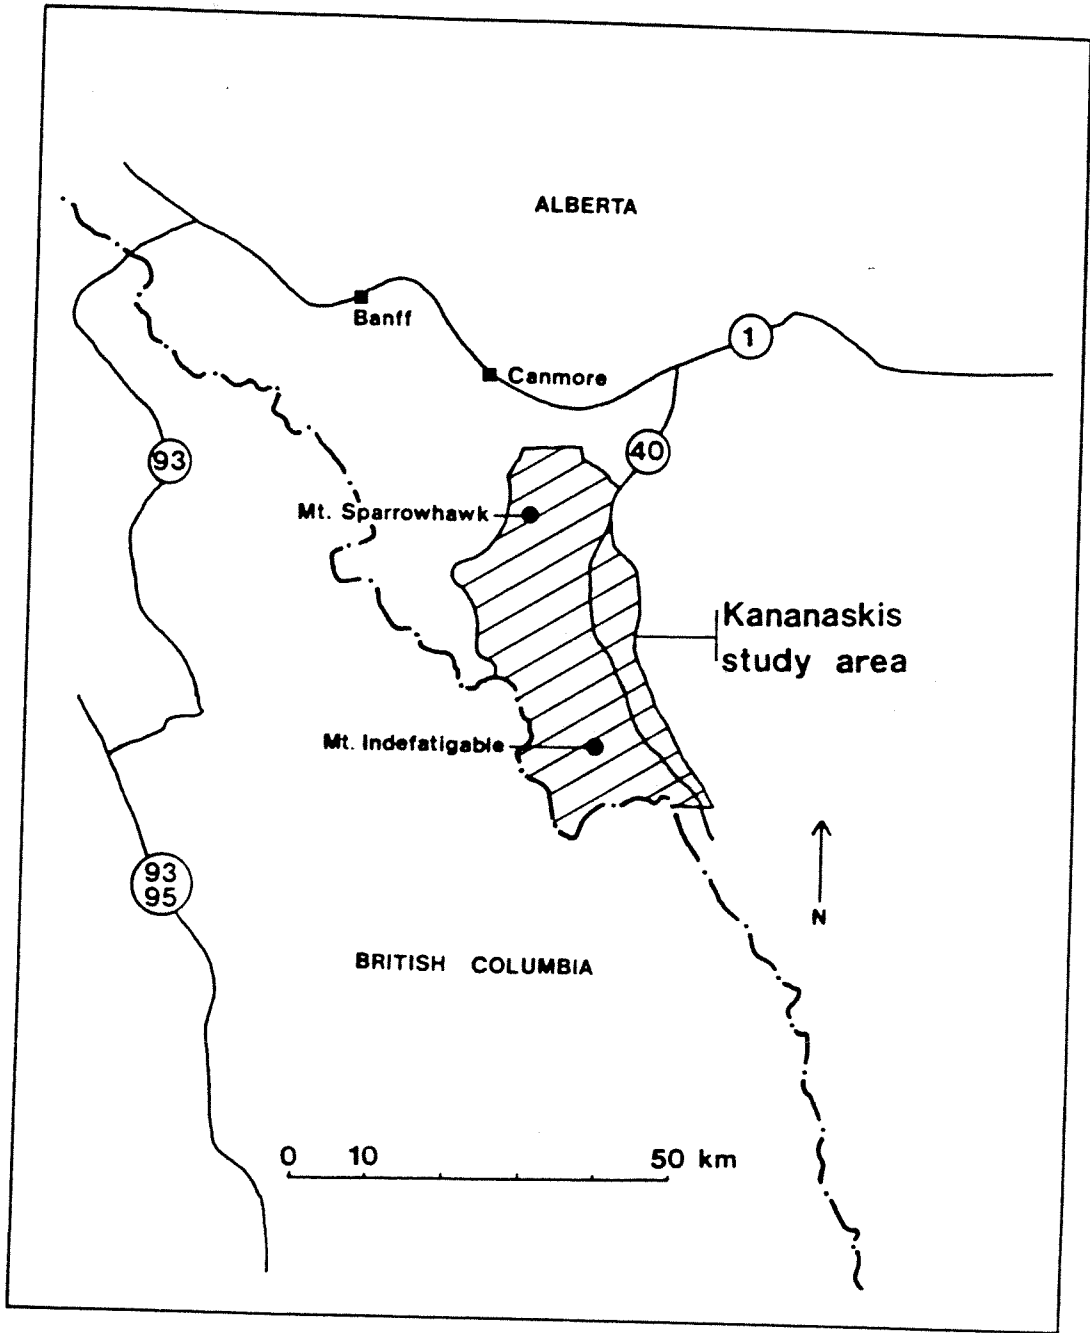 ALBERTA
Banff
1
Canmore
40
93
Mt. Sparrowhawk
Kananaskis
study area
Mt. Indefatigable
93
95
N
BRITISH COLUMBIA
0 10 50 km